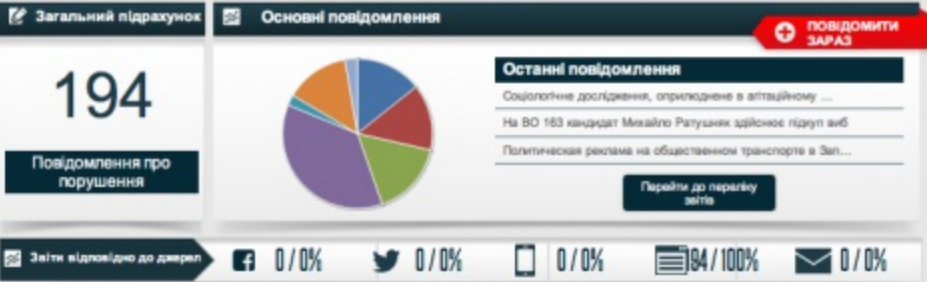 Загальний підрахунок
Основні повідомлення
ПОВІДОМИТИ
ЗАРАЗ
194
Повідомлення про
порушення
Останні повідомлення
Соціологічне дослідження, оприлюднене в агітаційному ...
На ВО 163 кандидат Михайло Ратушняк здійснює підкуп виб
Политическая реклама на общественном транспорте в Зап...
Перейти до переліку
звітів
Звіти відповідно до джерел
0 / 0%
0 / 0%
0 / 0%
94 / 100%
0 / 0%